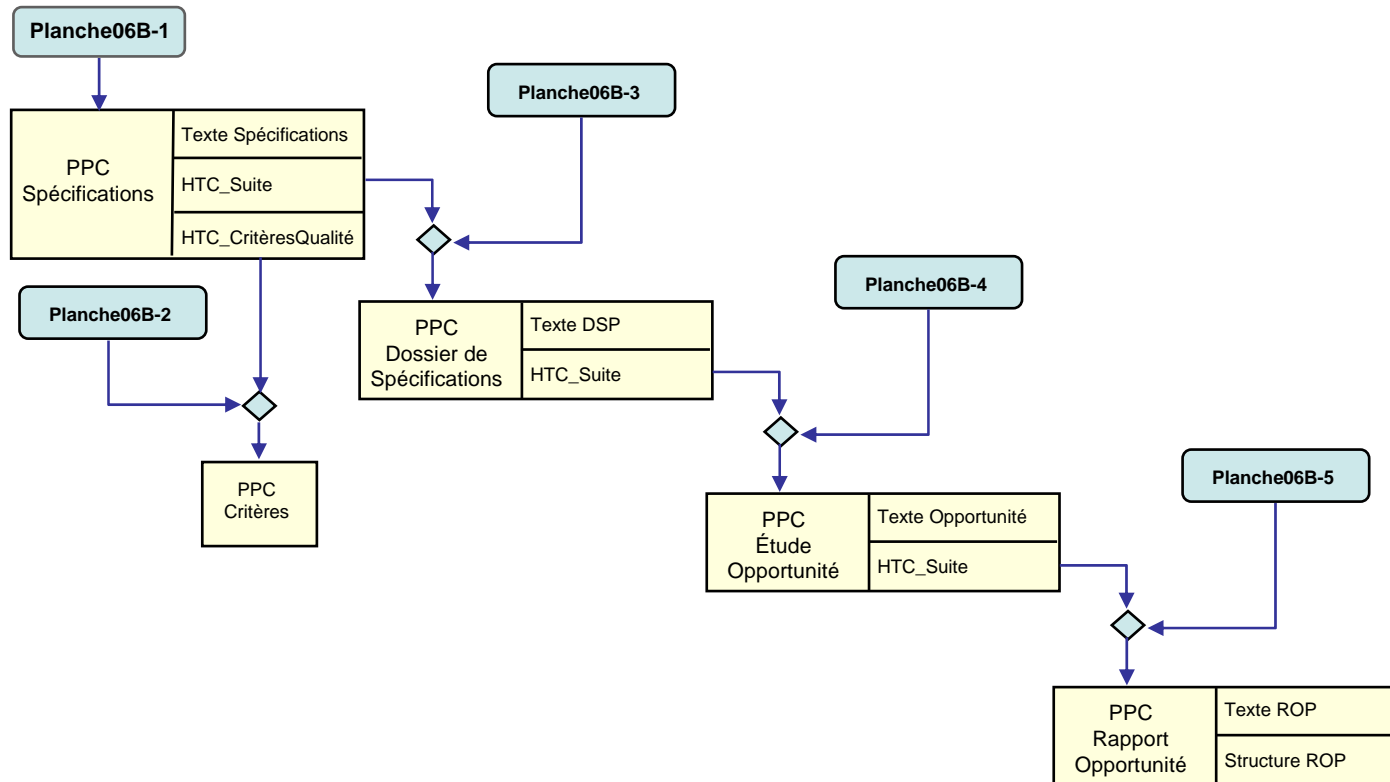 Planche06B-1
Planche06B-3
PPC
Spécifications
Texte Spécifications
HTC_Suite
HTC_CritèresQualité
Planche06B-2
Planche06B-4
PPC
Dossier de
Spécifications
Texte DSP
HTC_Suite
PPC
Critères
Planche06B-5
PPC
Étude
Opportunité
Texte Opportunité
HTC_Suite
PPC
Rapport
Opportunité
Texte ROP
Structure ROP